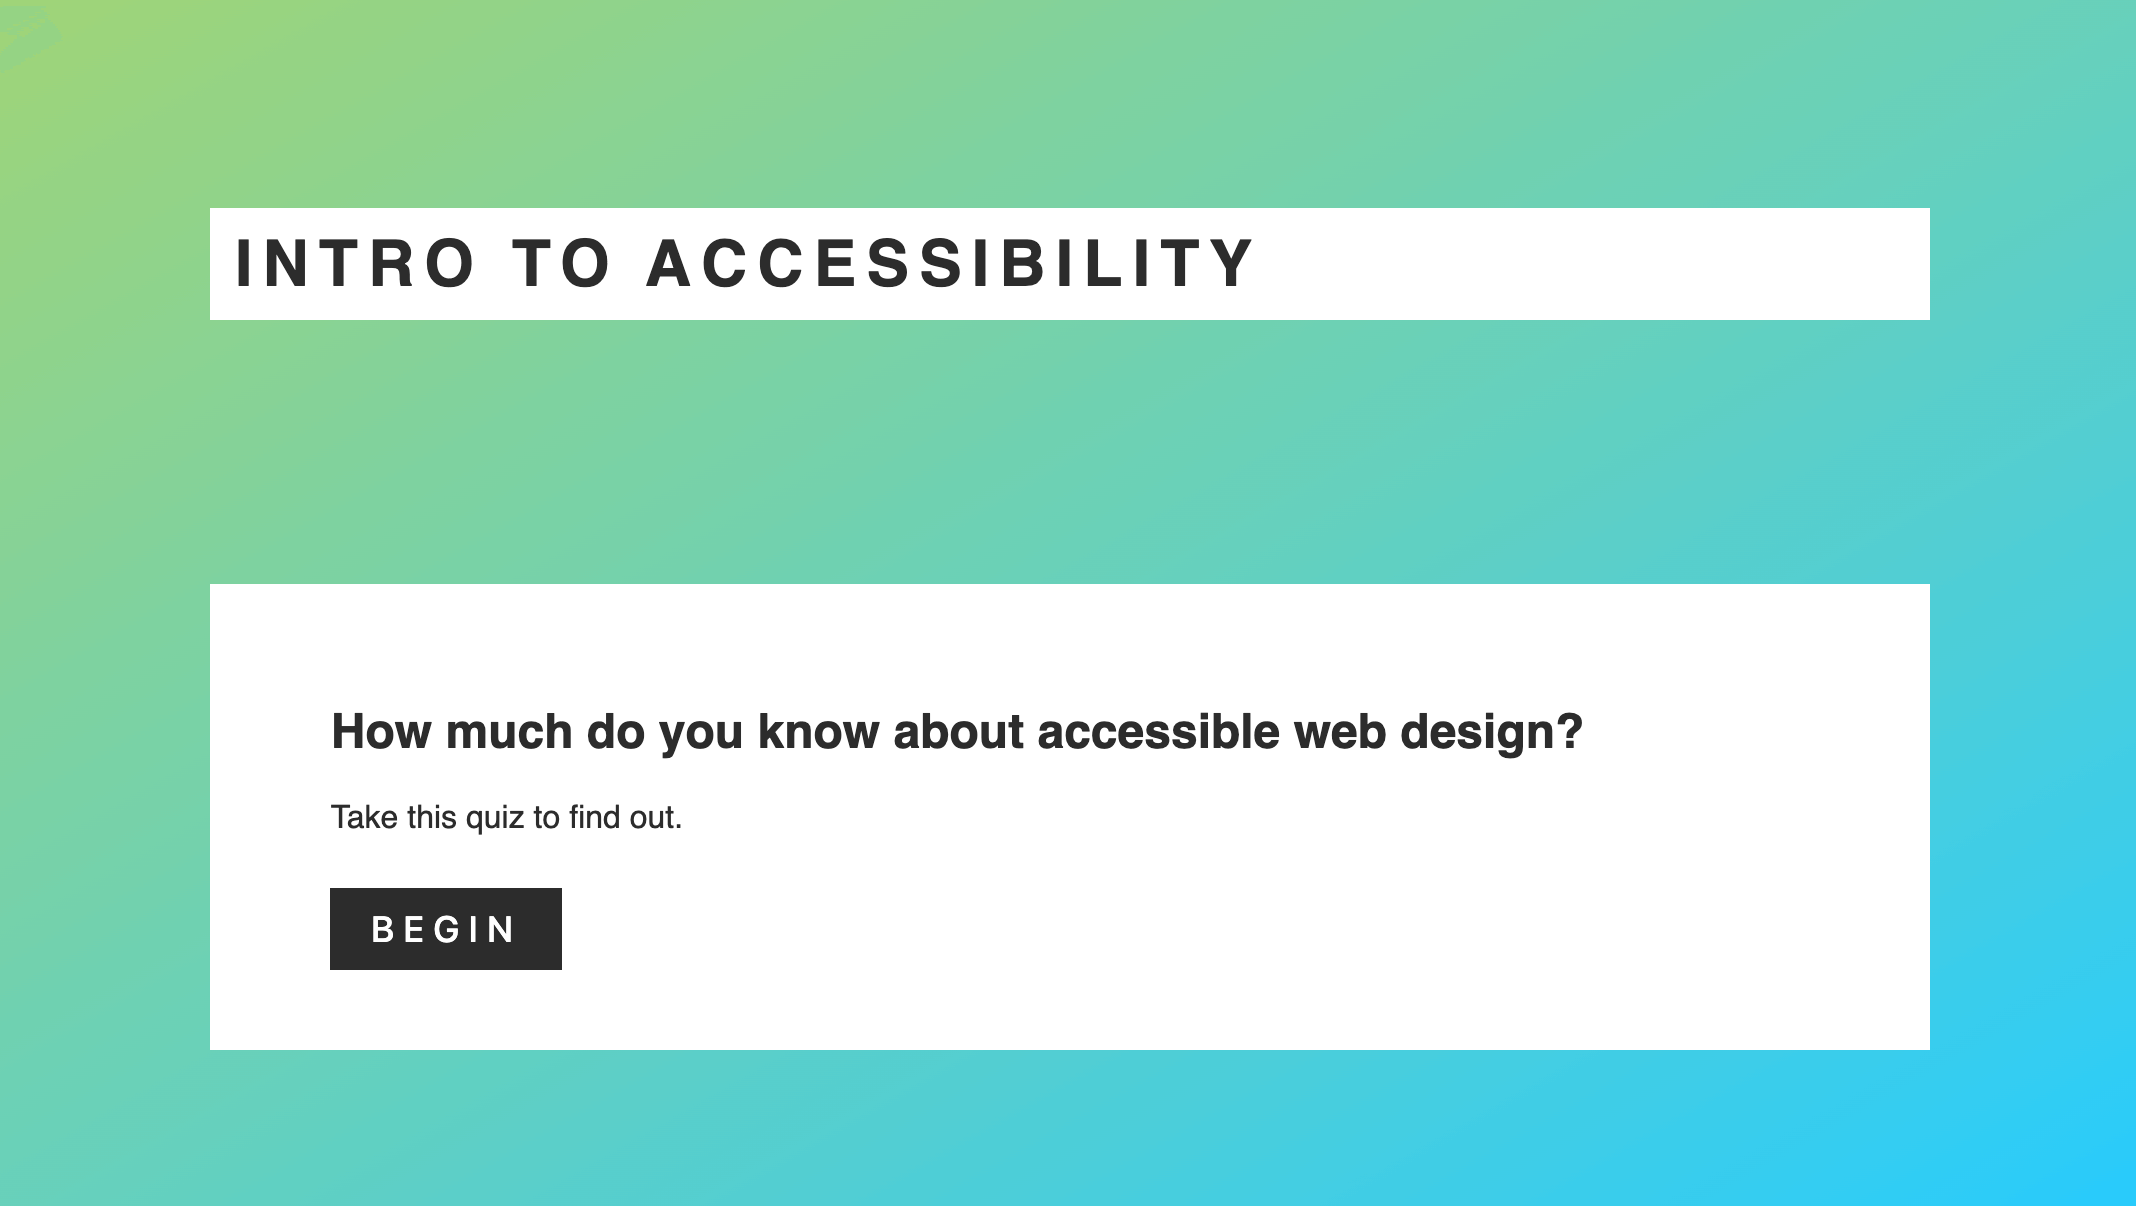 INTRO TO ACCESSIBILITY
How much do you know about accessible web design?
Take this quiz to find out.
BEGIN